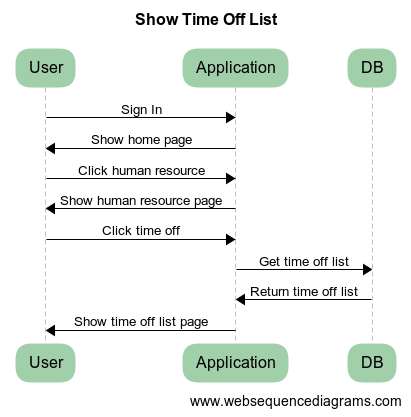 Show Time Off List
User Application DB
Sign In
Show home page
Click human resource
Show human resource page
Click time off
Get time off list
Return time off list
Show time off list page
User Application DB
www.websequencediagrams.com